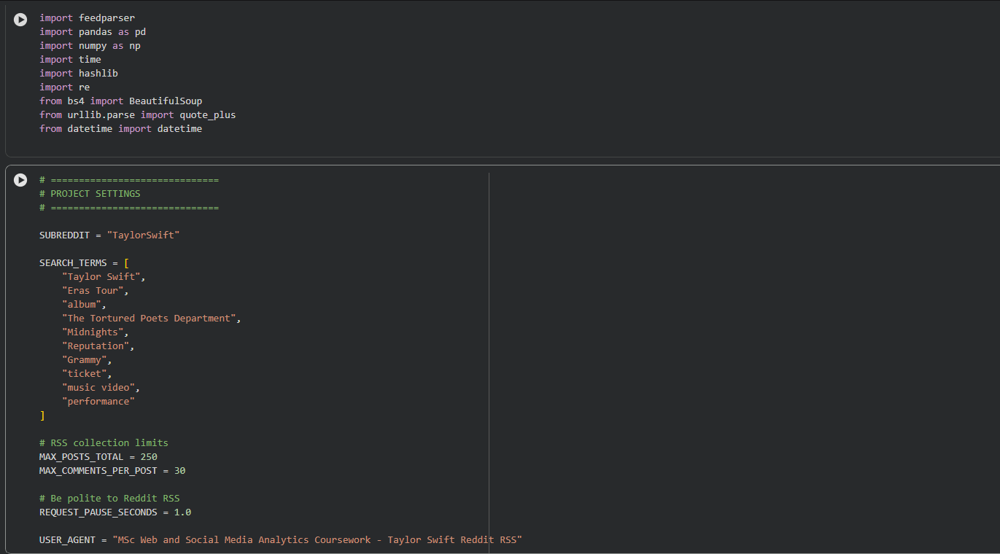 import feedparser
import pandas as pd
import numpy as np
import time
import hashlib
import re
from bs4 import BeautifulSoup
from urllib.parse import quote_plus
from datetime import datetime
# ==============================
# PROJECT SETTINGS
# ==============================
SUBREDDIT = "TaylorSwift"
SEARCH_TERMS = [
    "Taylor Swift",
    "Eras Tour",
    "album",
    "The Tortured Poets Department",
    "Midnights",
    "Reputation",
    "Grammy",
    "ticket",
    "music video",
    "performance"
]
# RSS collection limits
MAX_POSTS_TOTAL = 250
MAX_COMMENTS_PER_POST = 30
# Be polite to Reddit RSS
REQUEST_PAUSE_SECONDS = 1.0
USER_AGENT = "MSc Web and Social Media Analytics Coursework - Taylor Swift Reddit RSS"